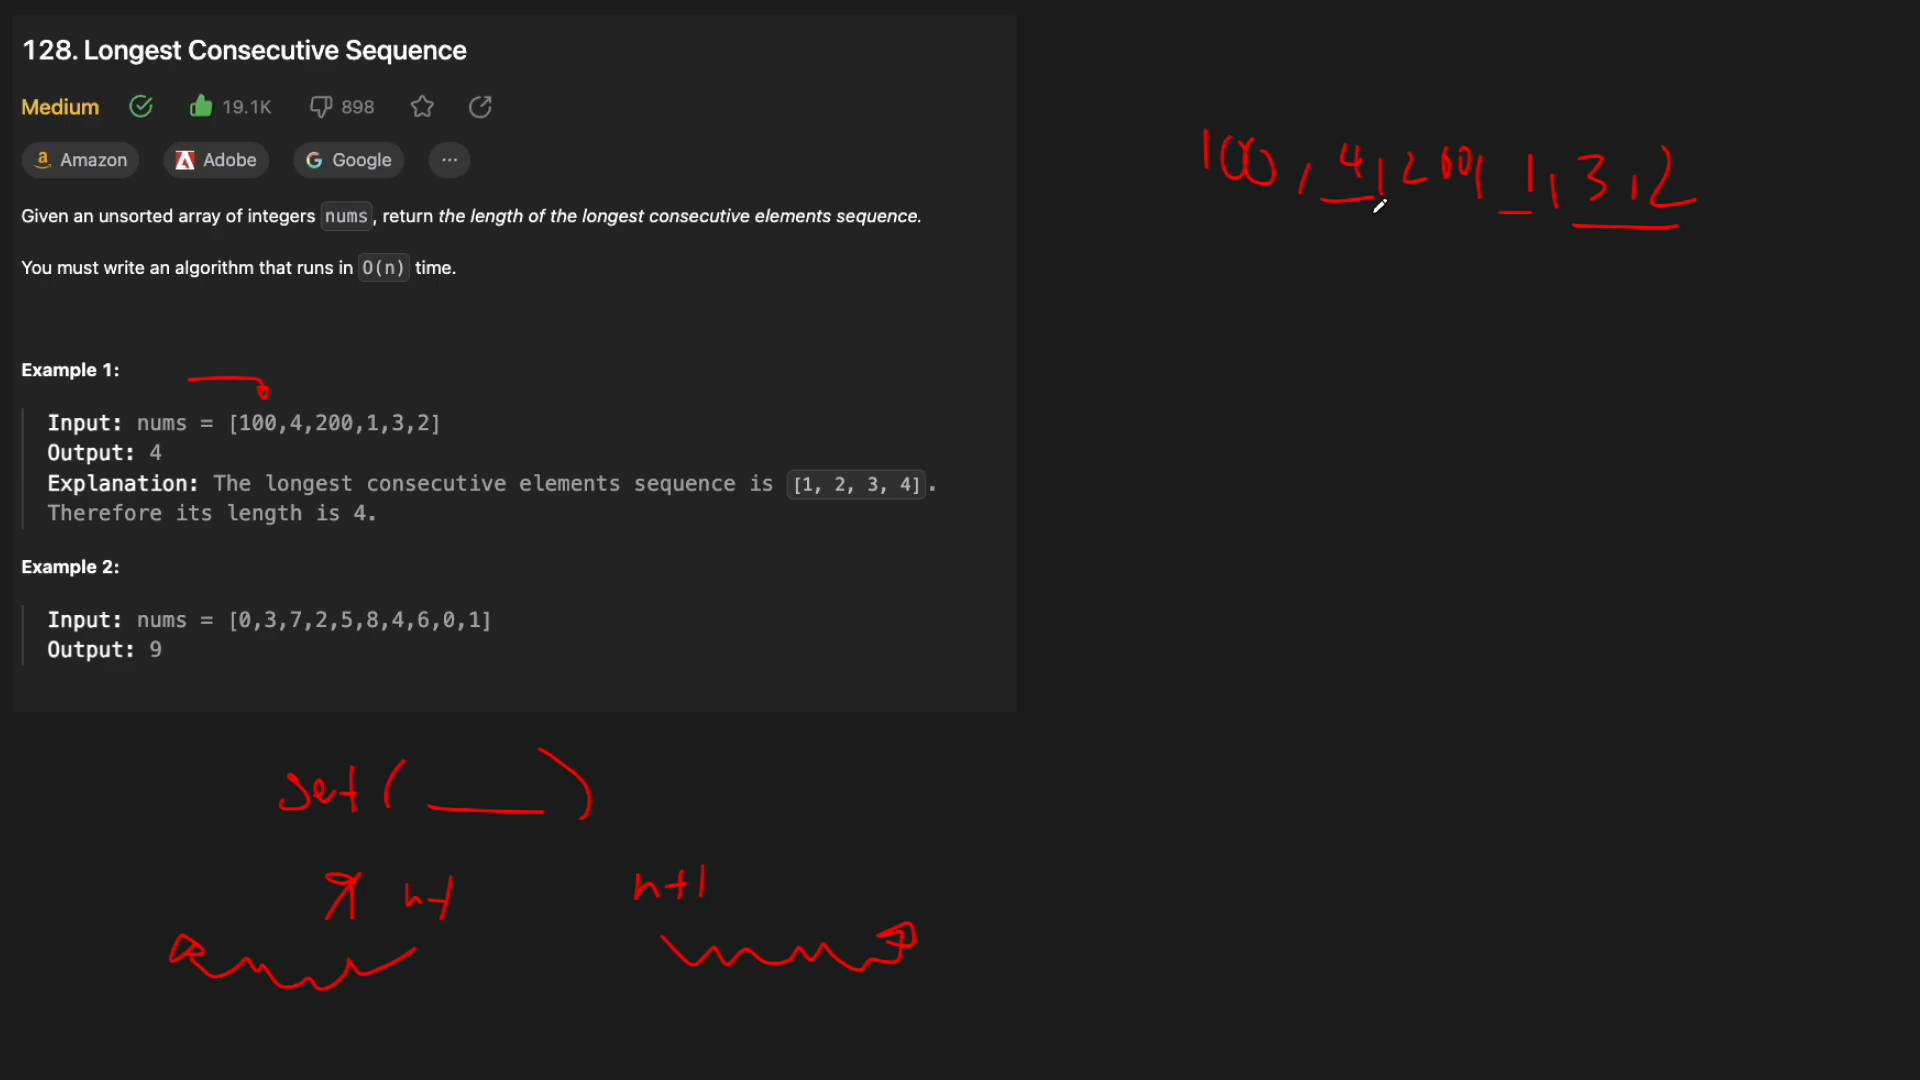 128. Longest Consecutive Sequence
Medium 19.1K 898
Amazon Adobe Google ...
Given an unsorted array of integers nums, return the length of the longest consecutive elements sequence.
You must write an algorithm that runs in O(n) time.
Example 1:
Input: nums = [100,4,200,1,3,2]
Output: 4
Explanation: The longest consecutive elements sequence is [1, 2, 3, 4].
Therefore its length is 4.
Example 2:
Input: nums = [0,3,7,2,5,8,4,6,0,1]
Output: 9
100, 4, 200, 1, 3, 2
set( )
n-1 n+1